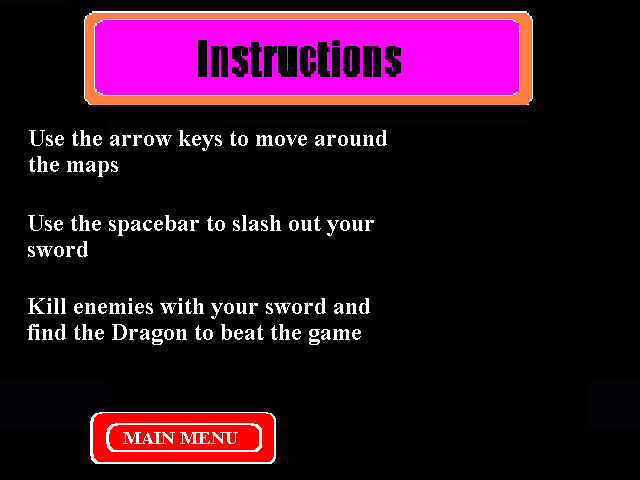 Instructions
Use the arrow keys to move around
the maps
Use the spacebar to slash out your
sword
Kill enemies with your sword and
find the Dragon to beat the game
MAIN MENU